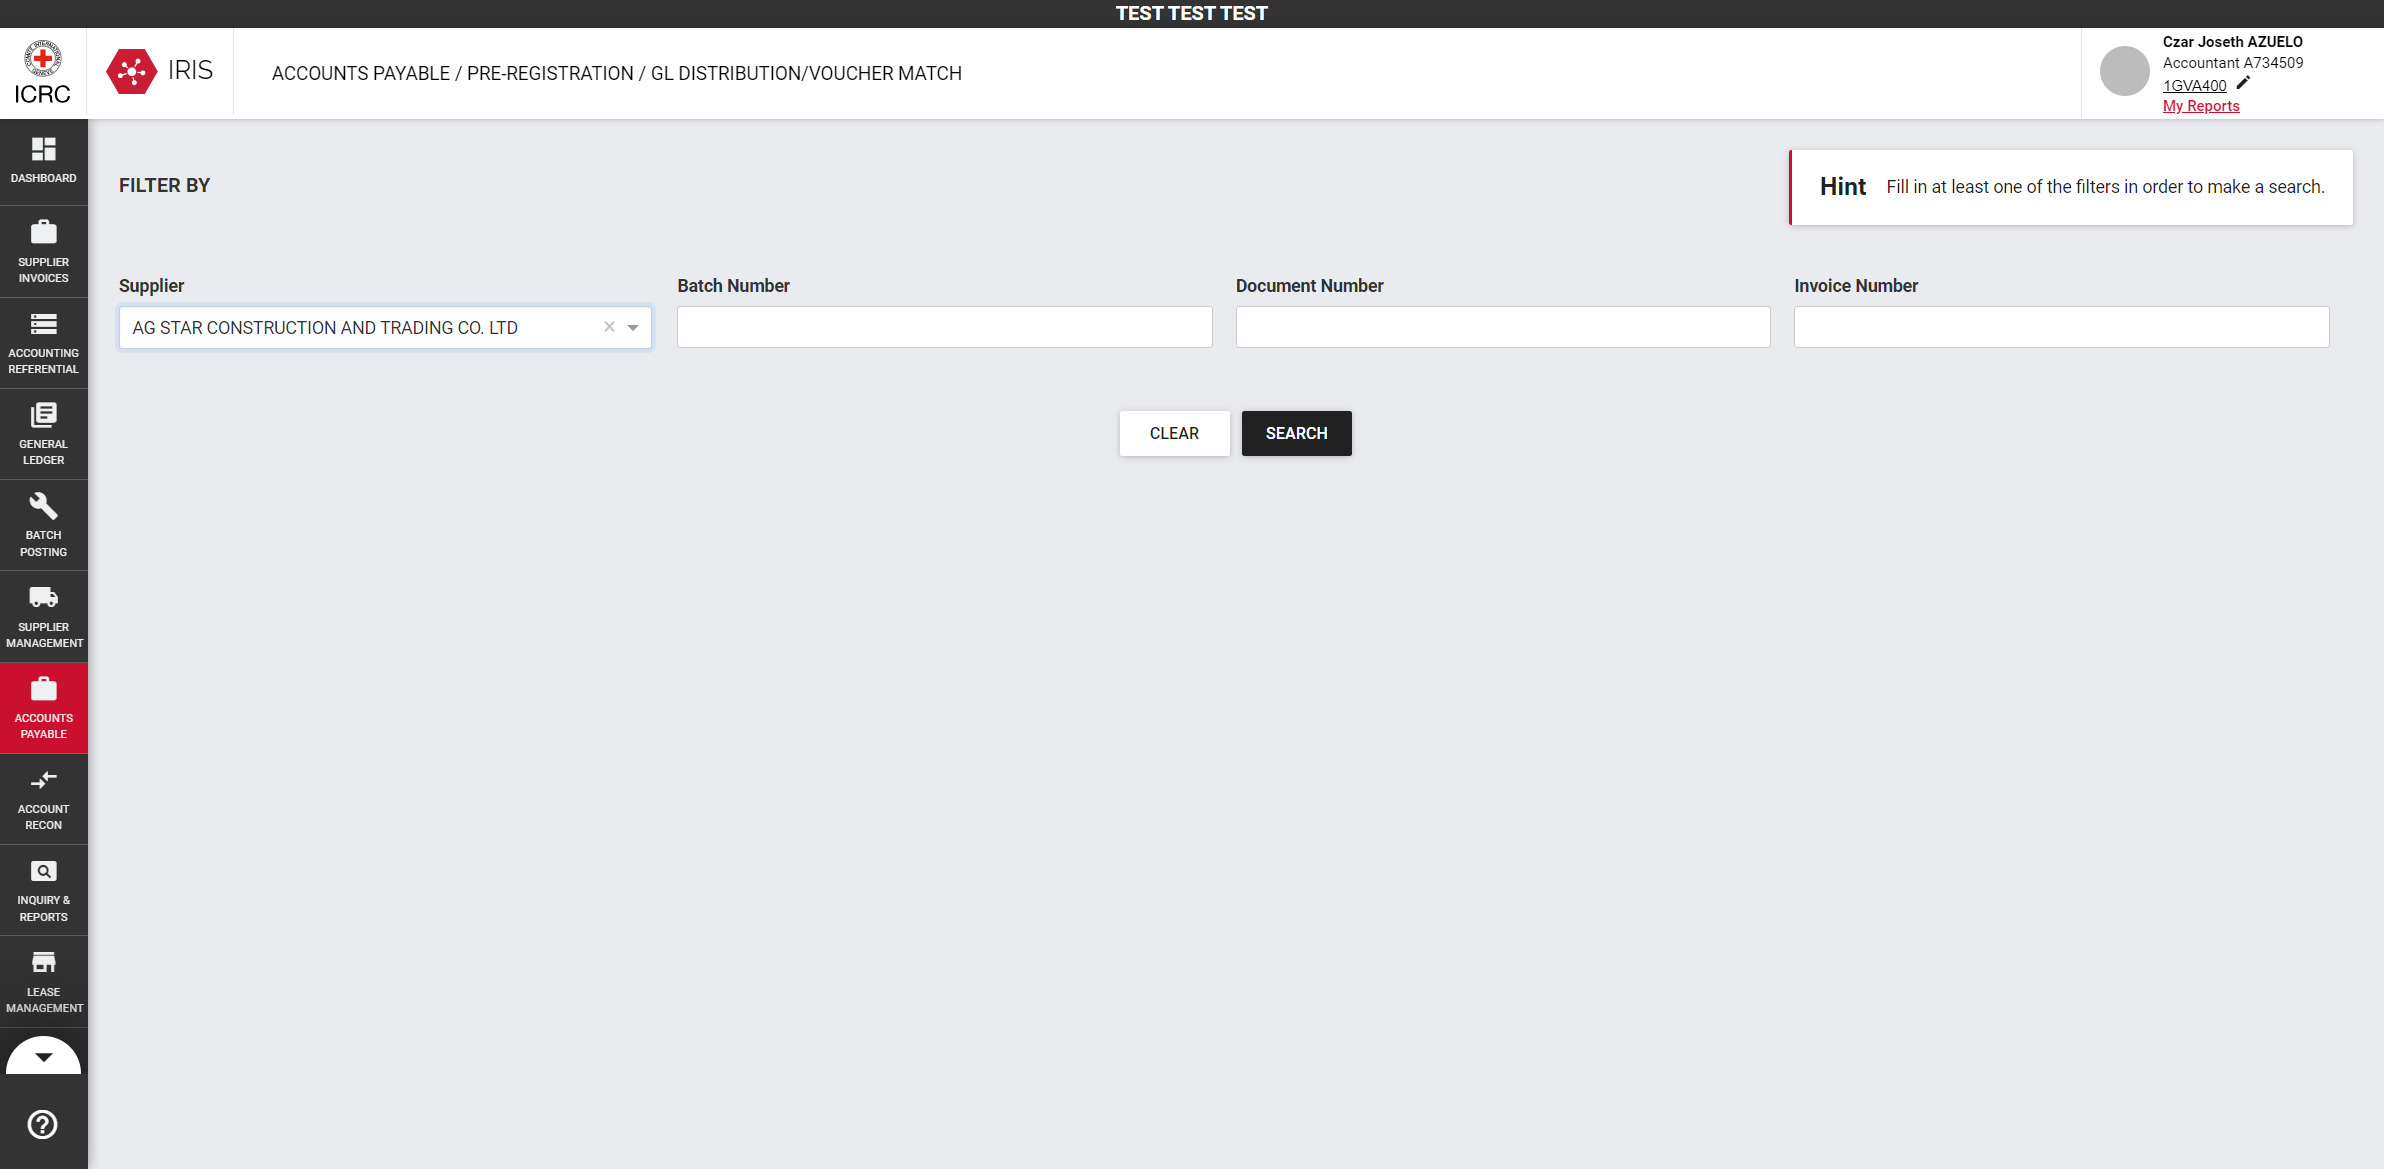 TEST TEST TEST
ICRC
IRIS
ACCOUNTS PAYABLE / PRE-REGISTRATION / GL DISTRIBUTION/VOUCHER MATCH
Czar Joseth AZUELO
Accountant A734509
1GVA400
My Reports
DASHBOARD
SUPPLIER
INVOICES
ACCOUNTING
REFERENTIAL
GENERAL
LEDGER
BATCH
POSTING
SUPPLIER
MANAGEMENT
ACCOUNTS
PAYABLE
ACCOUNT
RECON
INQUIRY &
REPORTS
LEASE
MANAGEMENT
FILTER BY
Hint Fill in at least one of the filters in order to make a search.
Supplier
AG STAR CONSTRUCTION AND TRADING CO. LTD
Batch Number
Document Number
Invoice Number
CLEAR
SEARCH